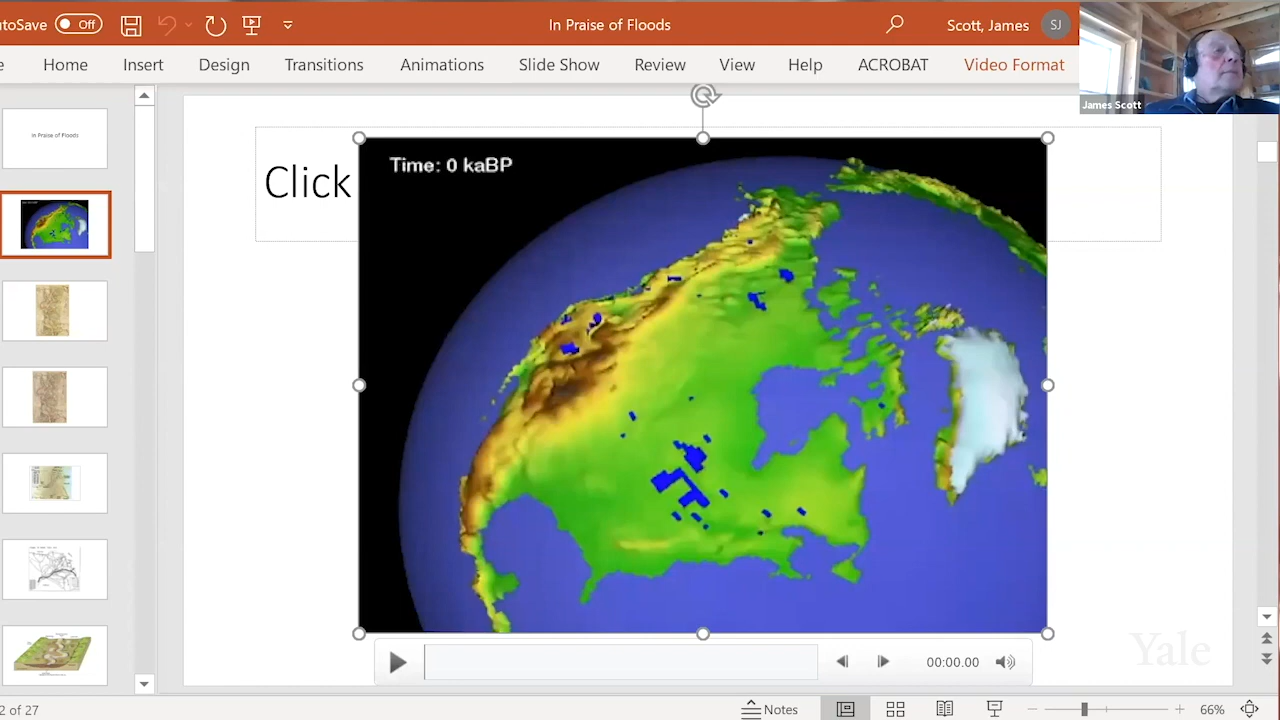 utoSave Off In Praise of Floods Scott, James SJ
e Home Insert Design Transitions Animations Slide Show Review View Help ACROBAT Video Format
James Scott
In Praise of Floods
Time: 0 kaBP
Click
00:00.00
Yale
2 of 27 Notes 66%